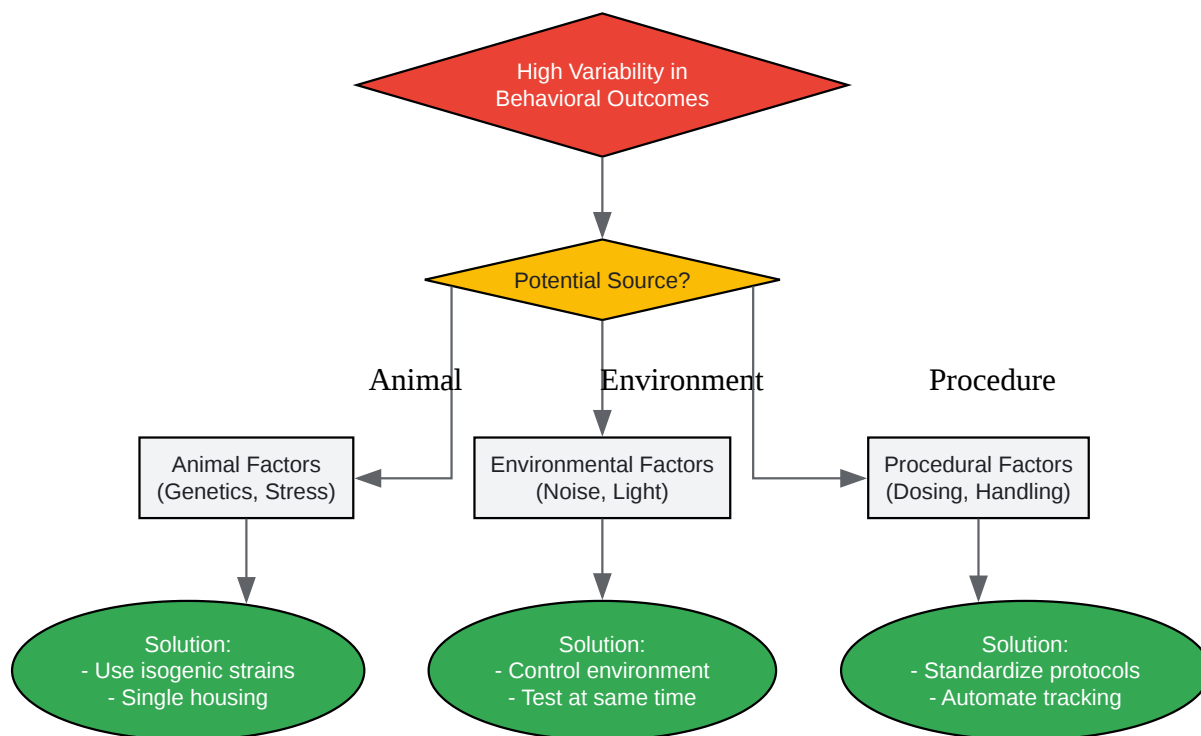 High Variability in
Behavioral Outcomes
Potential Source?
Animal
Environment
Procedure
Animal Factors
(Genetics, Stress)
Environmental Factors
(Noise, Light)
Procedural Factors
(Dosing, Handling)
Solution:
- Use isogenic strains
- Single housing
Solution:
- Control environment
- Test at same time
Solution:
- Standardize protocols
- Automate tracking